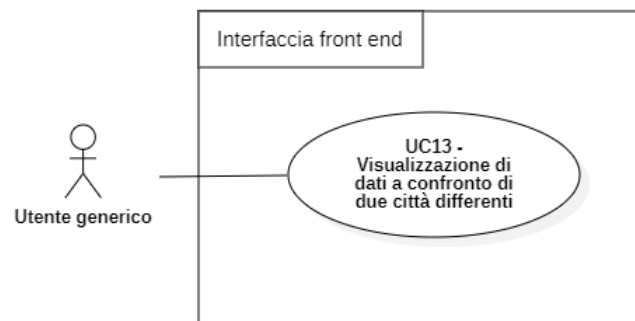 Interfaccia front end
UC13 -
Visualizzazione di
dati a confronto di
due città differenti
Utente generico